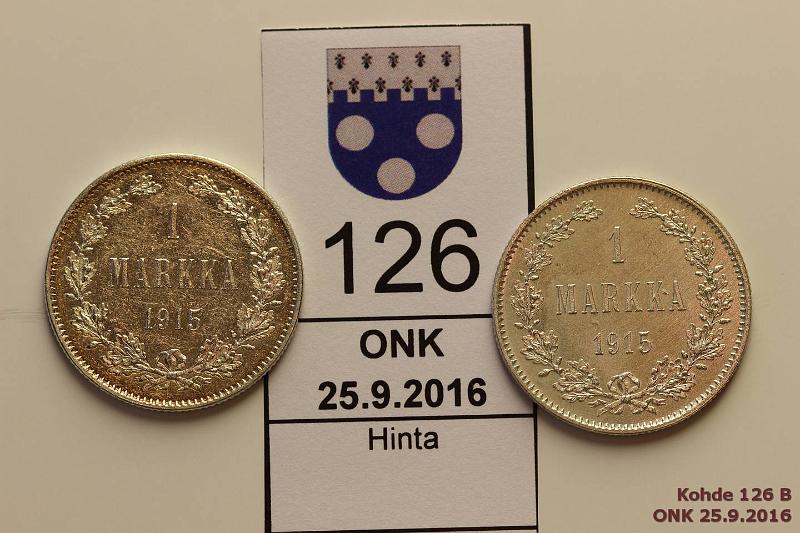 126
ONK
25.9.2016
Hinta
1
MARKKA
1915
1
MARKKA
1915
Kohde 126 B
ONK 25.9.2016